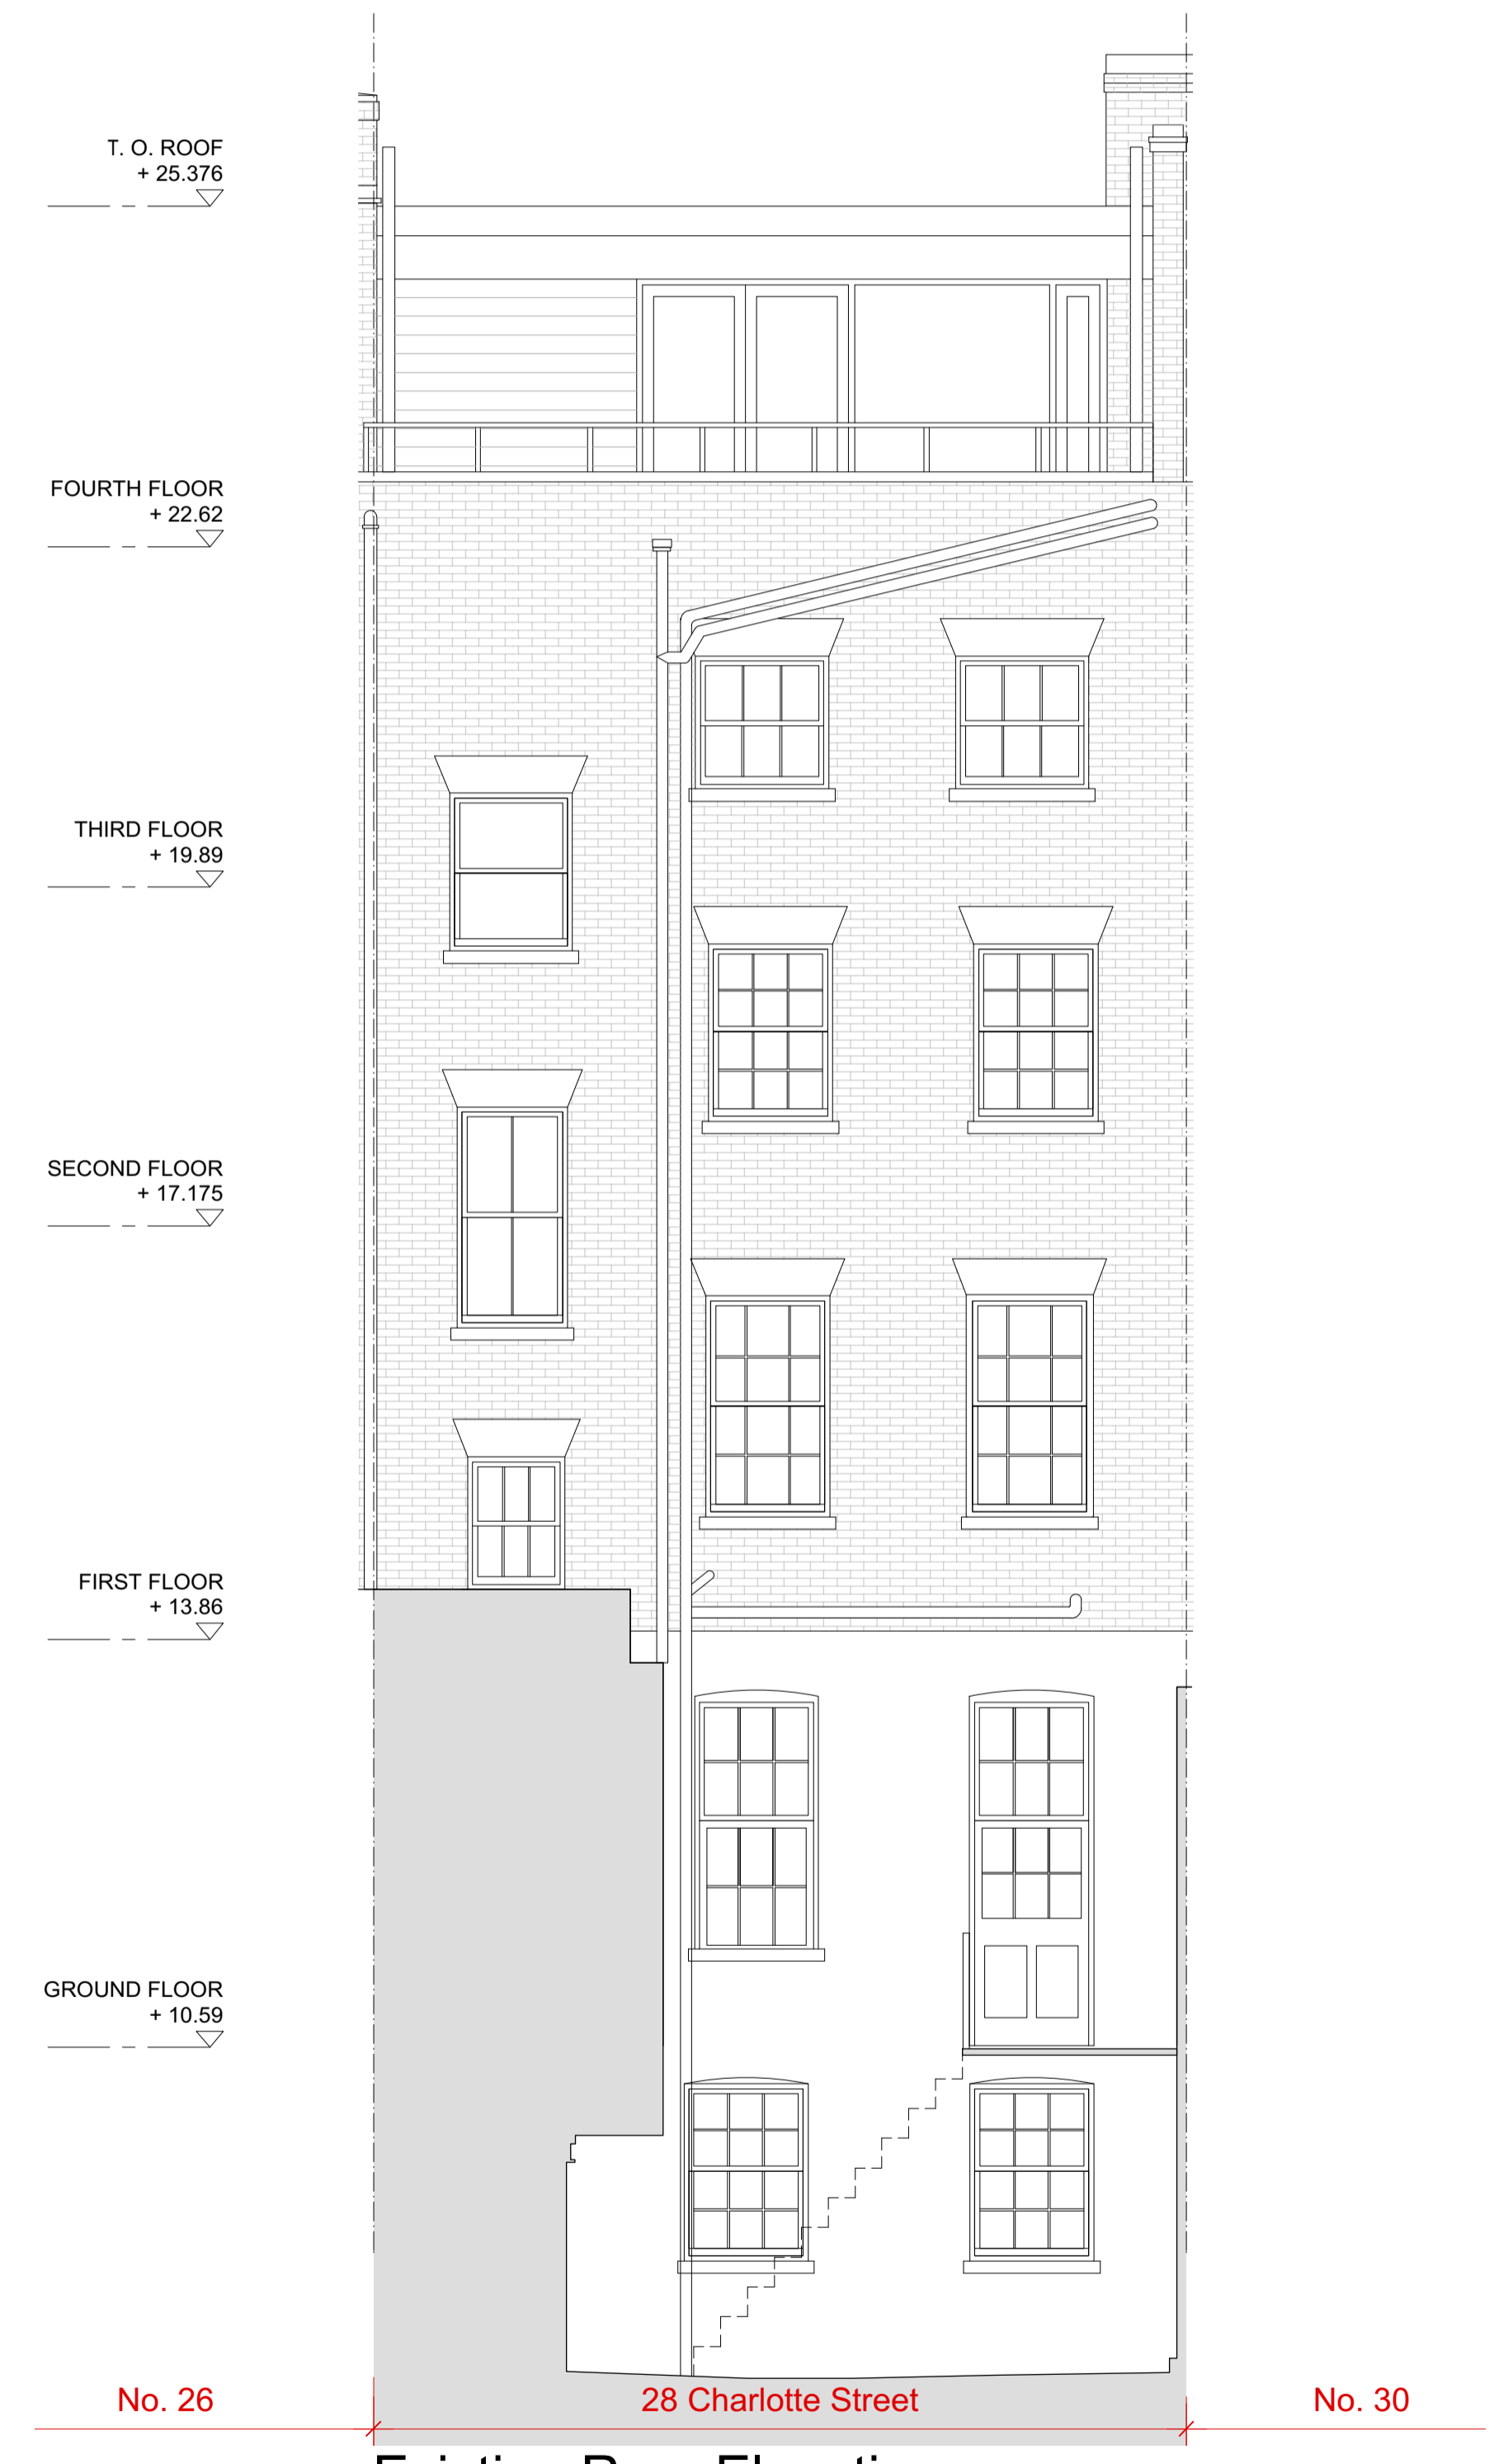 T. O. ROOF
+ 25.376
FOURTH FLOOR
+ 22.62
THIRD FLOOR
+ 19.89
SECOND FLOOR
+ 17.175
FIRST FLOOR
+ 13.86
GROUND FLOOR
+ 10.59
No. 26
28 Charlotte Street
No. 30